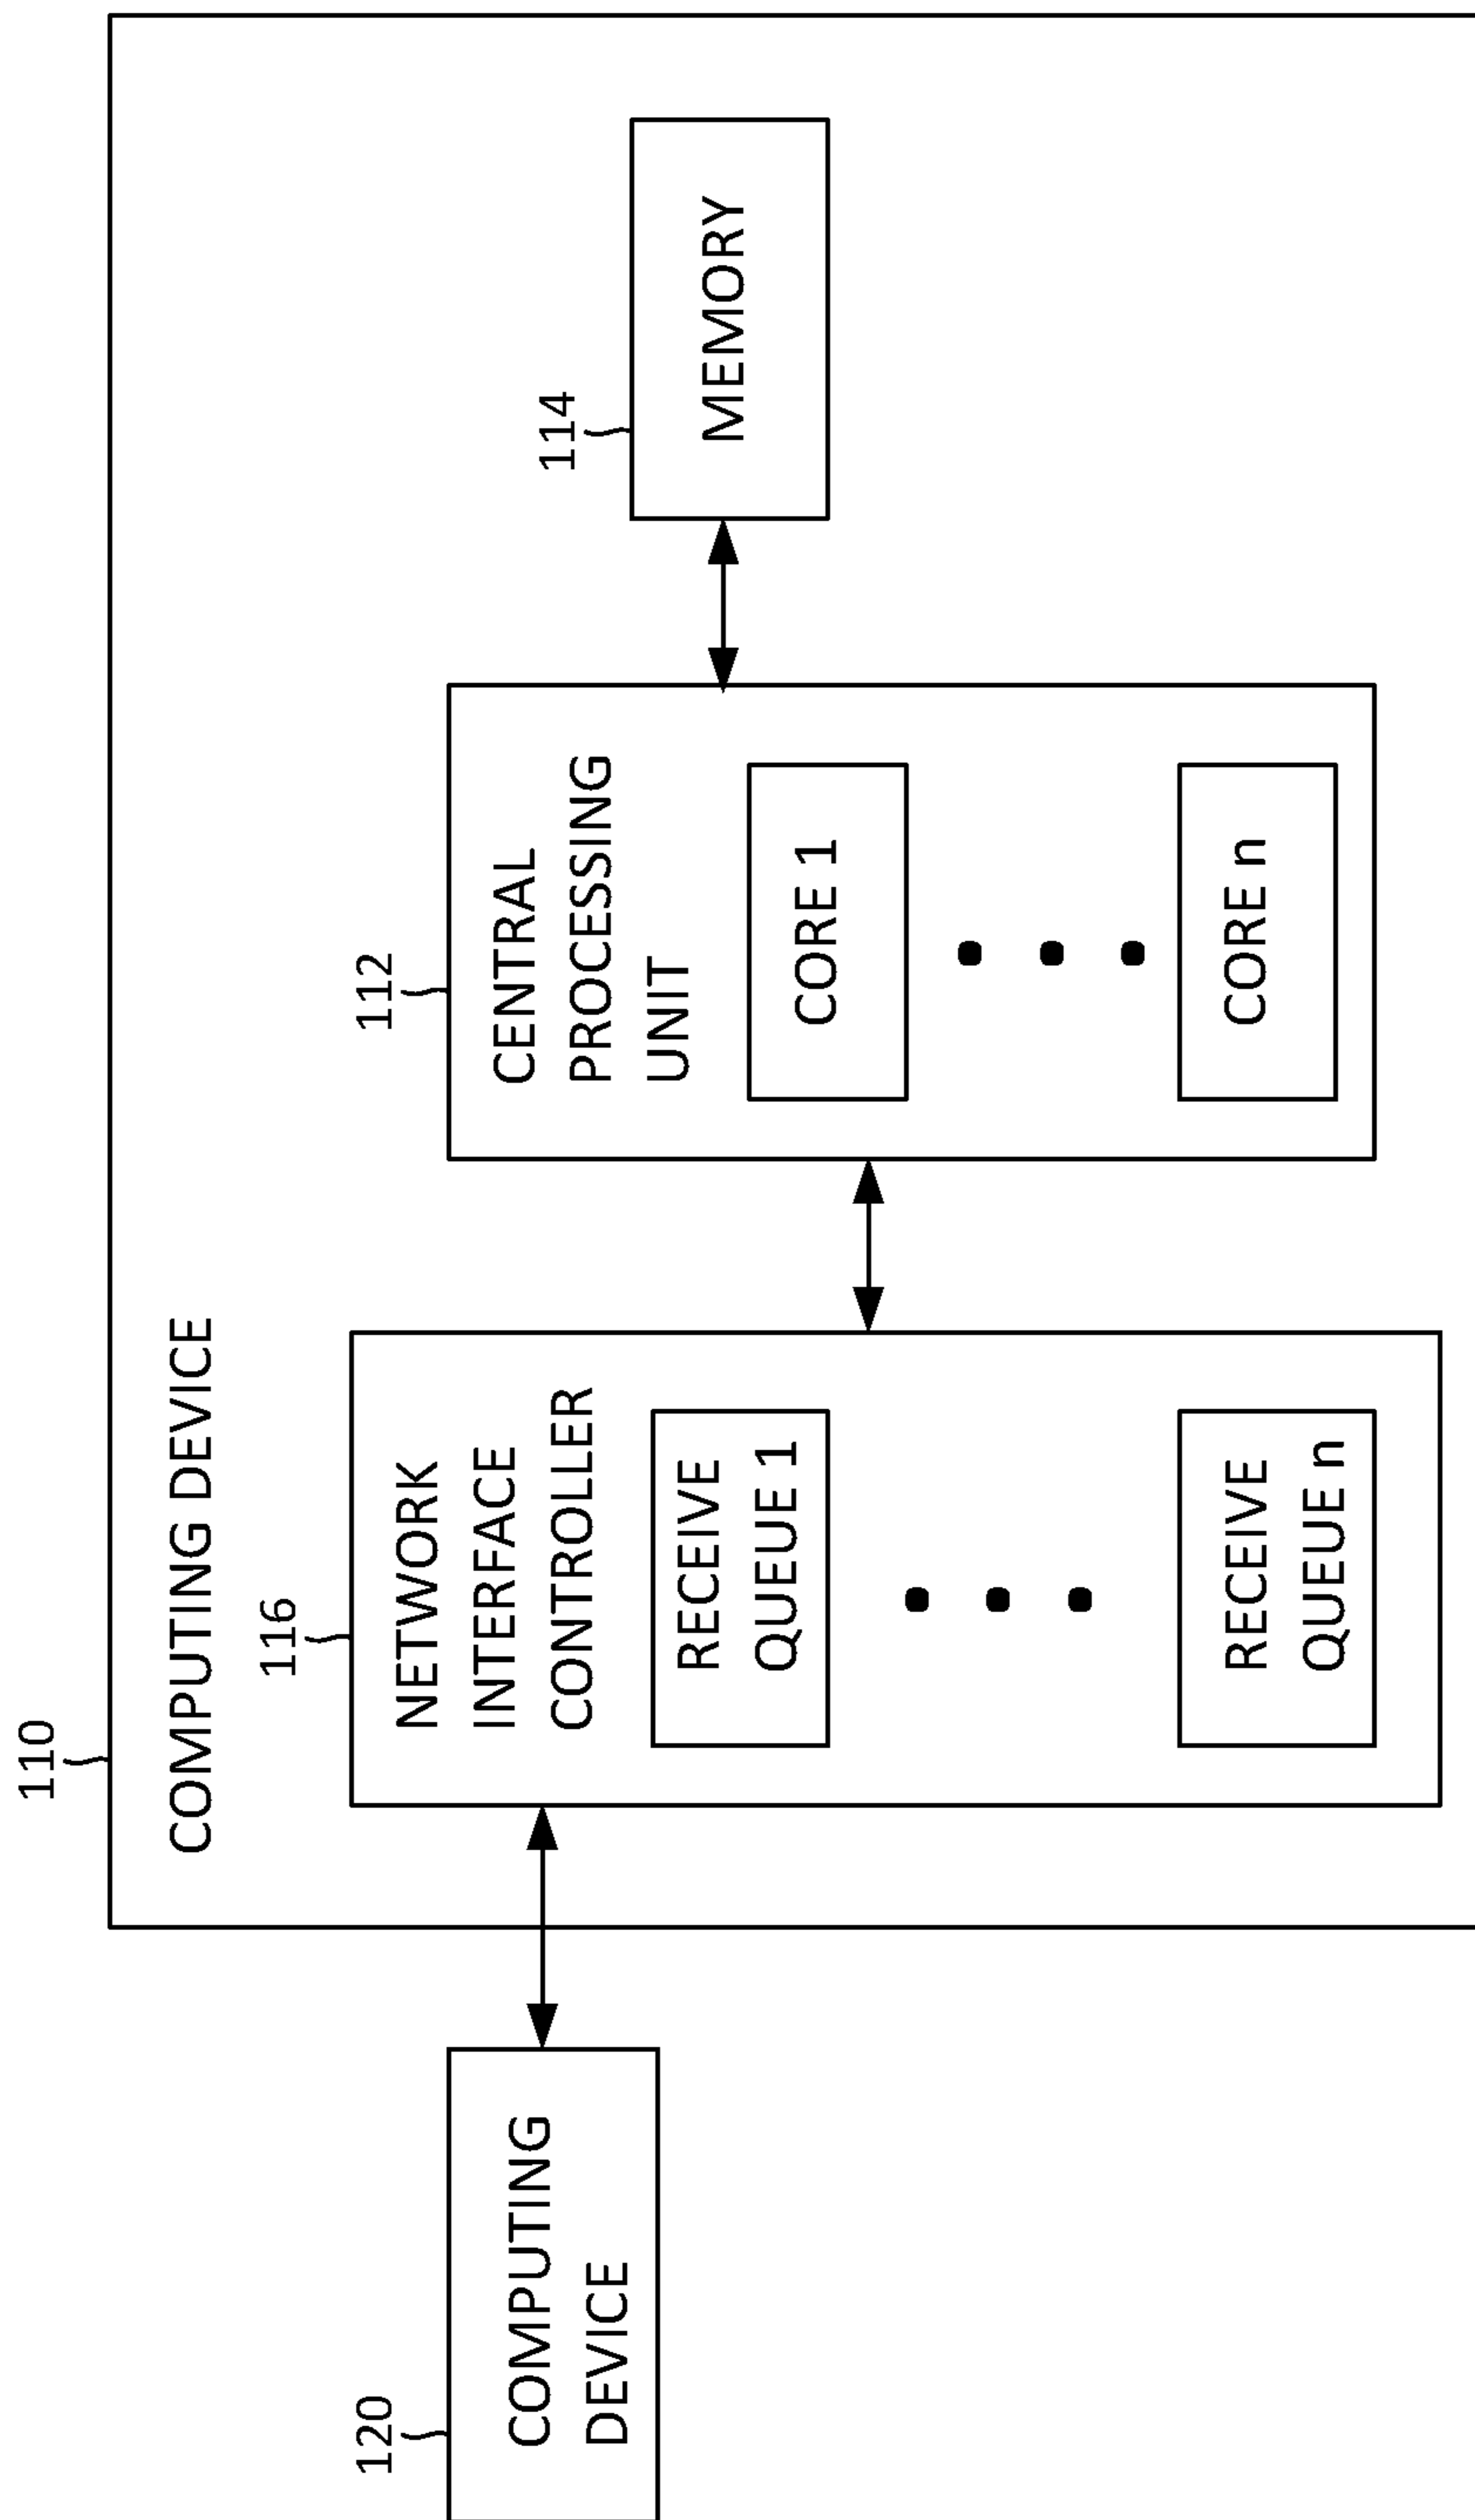 110
COMPUTING DEVICE
120
COMPUTING
DEVICE
116
NETWORK
INTERFACE
CONTROLLER
RECEIVE
QUEUE 1
RECEIVE
QUEUE n
112
CENTRAL
PROCESSING
UNIT
CORE 1
CORE n
114
MEMORY